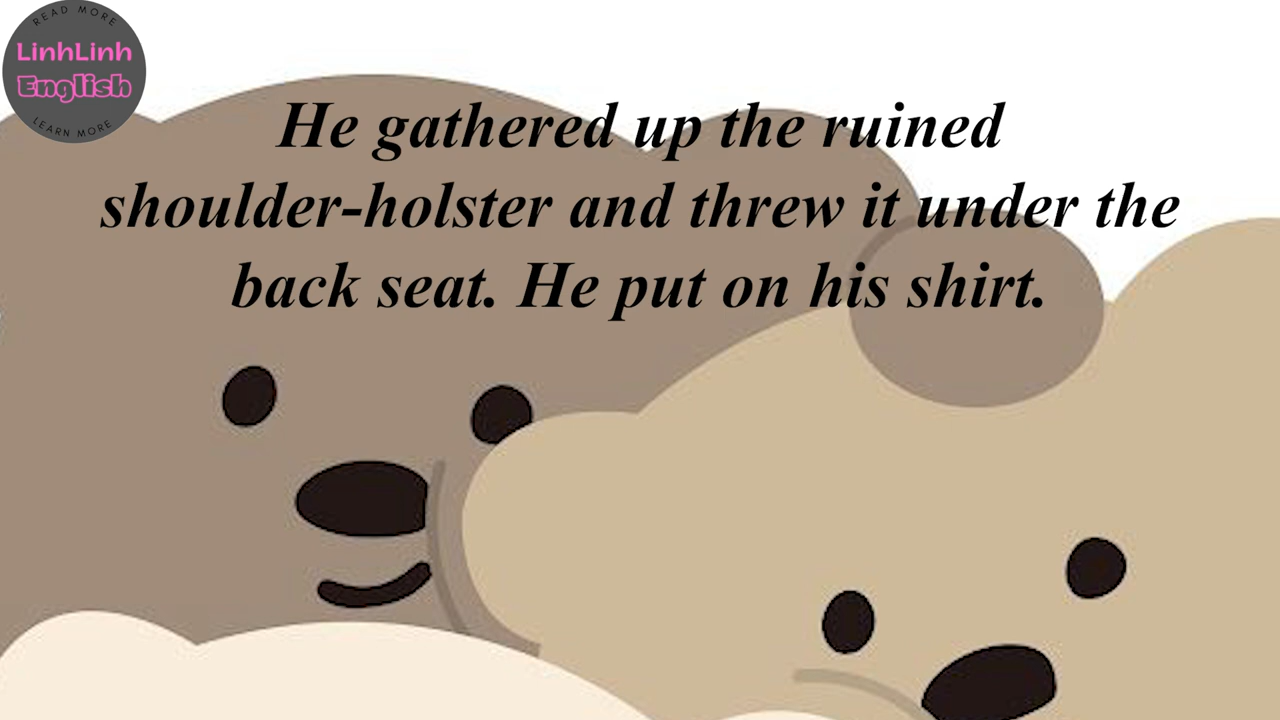 READ MORE
LinhLinh
English
LEARN MORE
He gathered up the ruined
shoulder-holster and threw it under the
back seat. He put on his shirt.